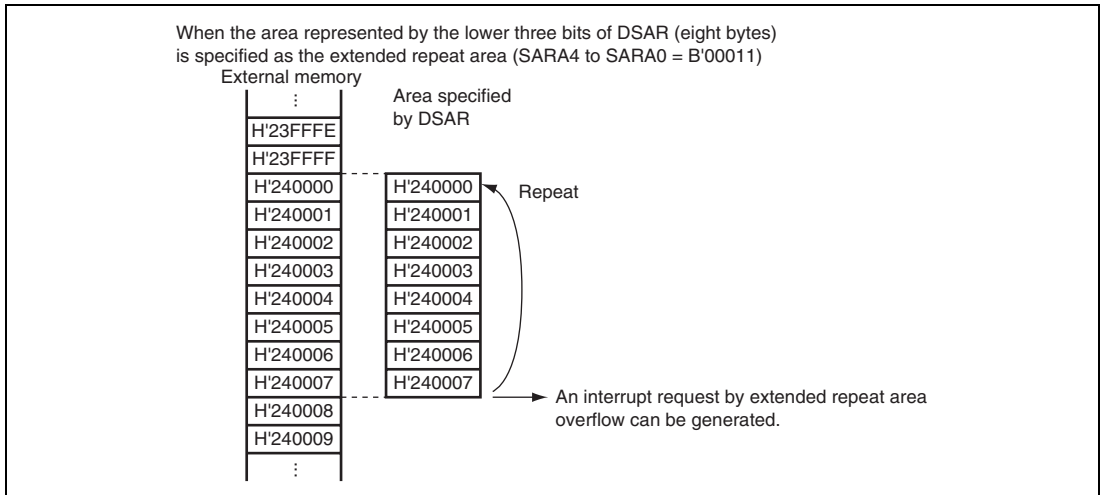 When the area represented by the lower three bits of DSAR (eight bytes)
is specified as the extended repeat area (SARA4 to SARA0 = B'00011)
External memory
Area specified
by DSAR
⋮
H'23FFFE
H'23FFFF
H'240000
H'240001
H'240002
H'240003
H'240004
H'240005
H'240006
H'240007
H'240008
H'240009
⋮
H'240000
H'240001
H'240002
H'240003
H'240004
H'240005
H'240006
H'240007
Repeat
An interrupt request by extended repeat area
overflow can be generated.